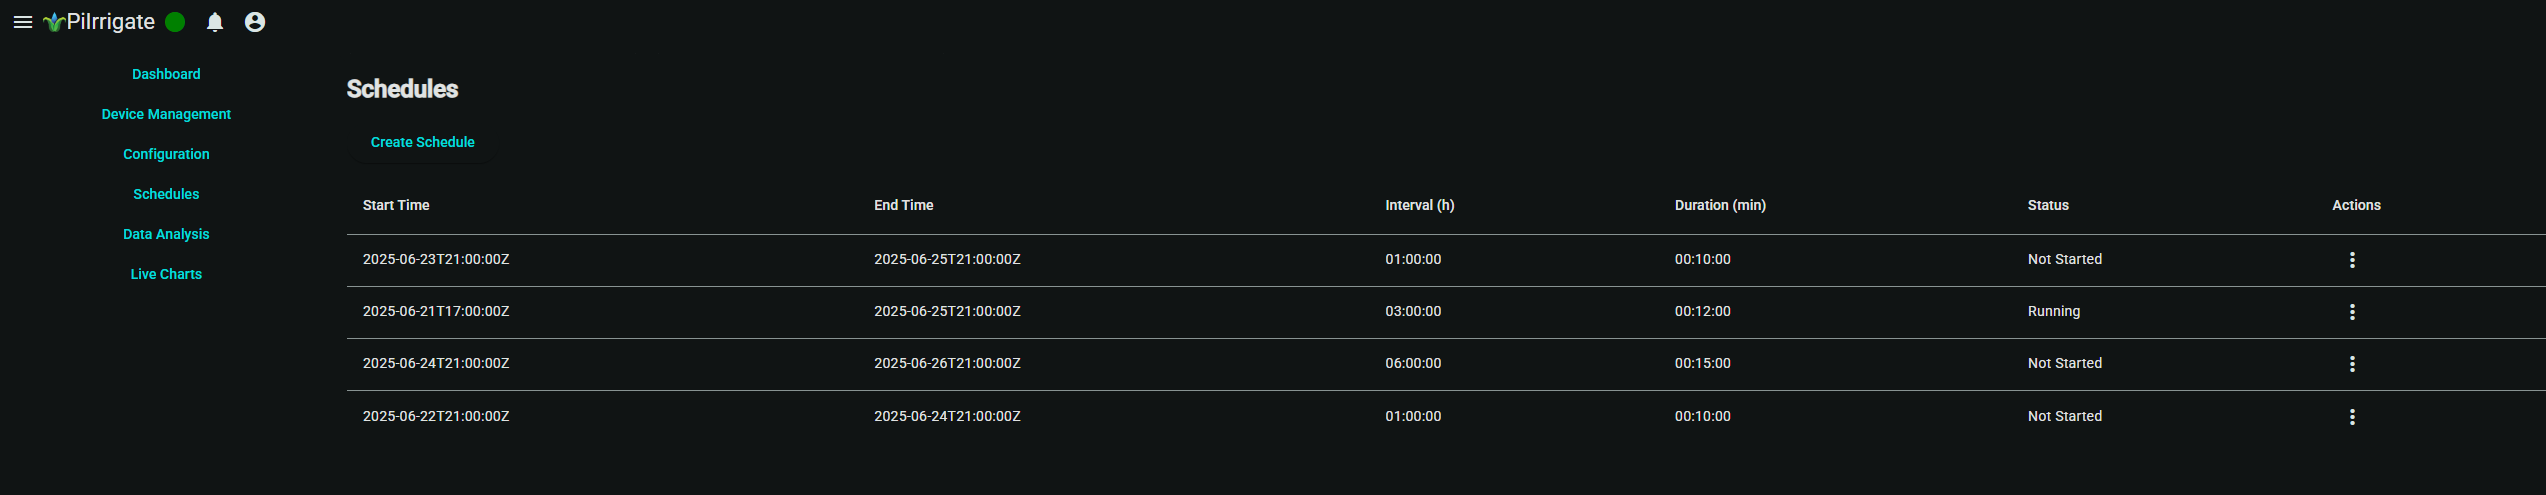 PiIrrigate
Dashboard
Device Management
Configuration
Schedules
Data Analysis
Live Charts
Schedules
Create Schedule
Start Time End Time Interval (h) Duration (min) Status Actions
2025-06-23T21:00:00Z 2025-06-25T21:00:00Z 01:00:00 00:10:00 Not Started
2025-06-21T17:00:00Z 2025-06-25T21:00:00Z 03:00:00 00:12:00 Running
2025-06-24T21:00:00Z 2025-06-26T21:00:00Z 06:00:00 00:15:00 Not Started
2025-06-22T21:00:00Z 2025-06-24T21:00:00Z 01:00:00 00:10:00 Not Started